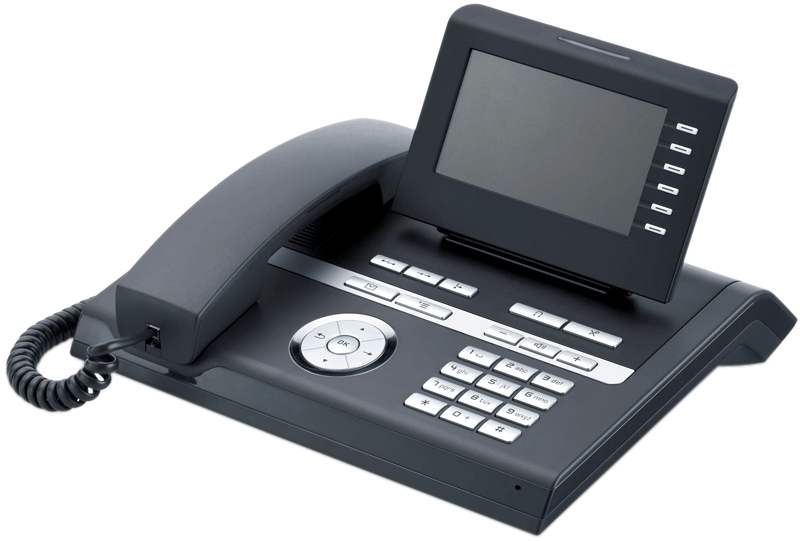 OK
1
2 abc
3 def
4 ghi
5 jkl
6 mno
7 pqrs
8 tuv
9 wxyz
*
0 +
#